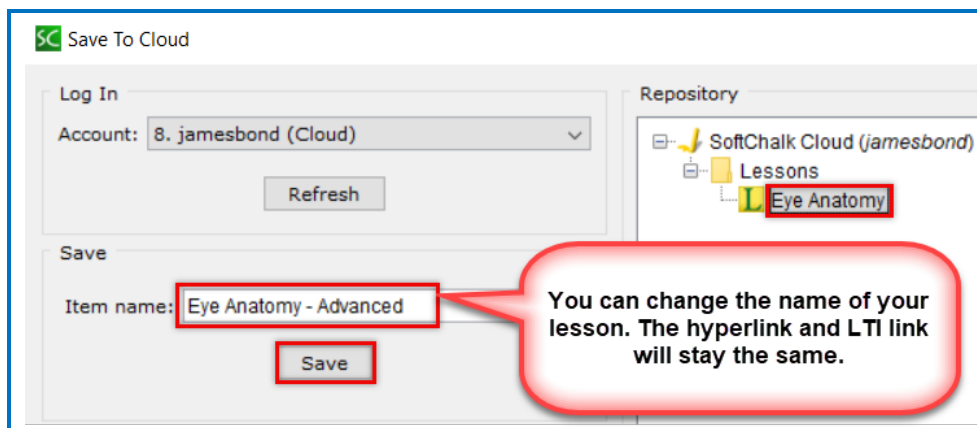 SC Save To Cloud
Log In
Account: 8. jamesbond (Cloud)
Refresh
Save
Item name: Eye Anatomy - Advanced
Save
Repository
SoftChalk Cloud (jamesbond)
Lessons
L Eye Anatomy
You can change the name of your
lesson. The hyperlink and LTI link
will stay the same.